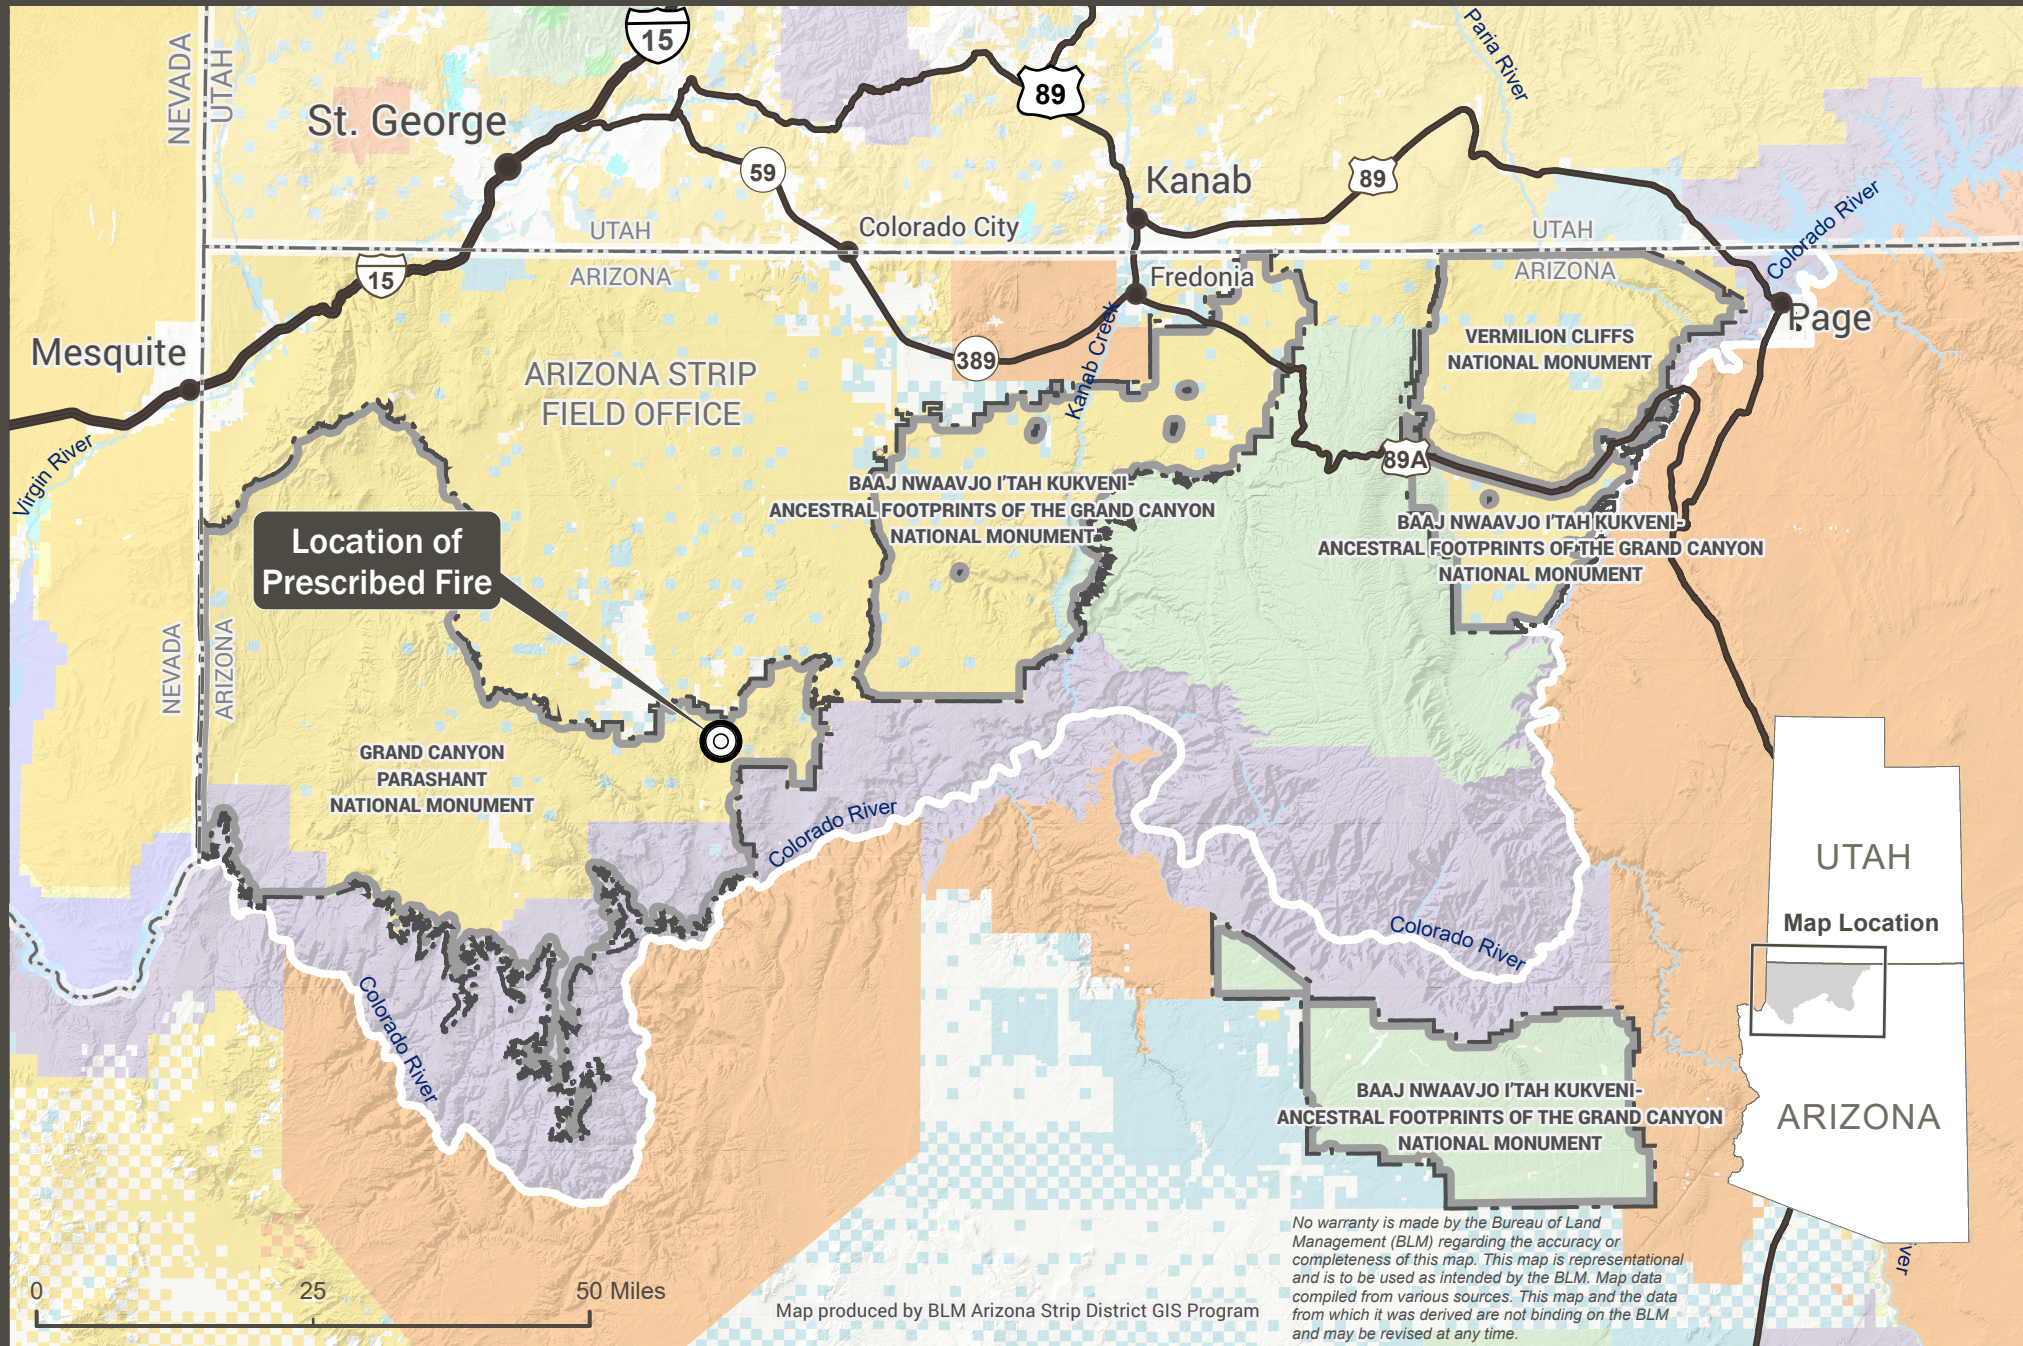 NEVADA
UTAH
15
St. George
59
89
Kanab
89
Paria River
Colorado City
UTAH
ARIZONA
15
Fredonia
UTAH
ARIZONA
Colorado River
Page
Mesquite
389
Kanab Creek
ARIZONA STRIP
FIELD OFFICE
VERMILION CLIFFS
NATIONAL MONUMENT
Virgin River
89A
BAAJ NWAAVJO I'TAH KUKVENI-
ANCESTRAL FOOTPRINTS OF THE GRAND CANYON
NATIONAL MONUMENT
BAAJ NWAAVJO I'TAH KUKVENI-
ANCESTRAL FOOTPRINTS OF THE GRAND CANYON
NATIONAL MONUMENT
Location of
Prescribed Fire
NEVADA
ARIZONA
GRAND CANYON
PARASHANT
NATIONAL MONUMENT
Colorado River
Colorado River
Colorado River
UTAH
Map Location
ARIZONA
BAAJ NWAAVJO I'TAH KUKVENI-
ANCESTRAL FOOTPRINTS OF THE GRAND CANYON
NATIONAL MONUMENT
0 25 50 Miles
Map produced by BLM Arizona Strip District GIS Program
No warranty is made by the Bureau of Land
Management (BLM) regarding the accuracy or
completeness of this map. This map is representational
and is to be used as intended by the BLM. Map data
compiled from various sources. This map and the data
from which it was derived are not binding on the BLM
and may be revised at any time.